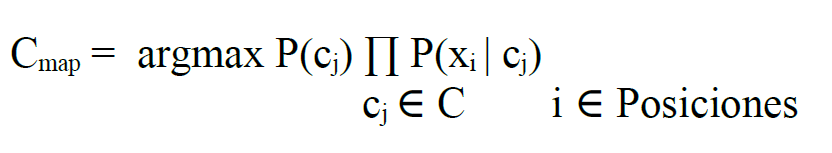 Cmap = argmax P(cj) ∏ P(xi | cj)
cj ∈ C i ∈ Posiciones